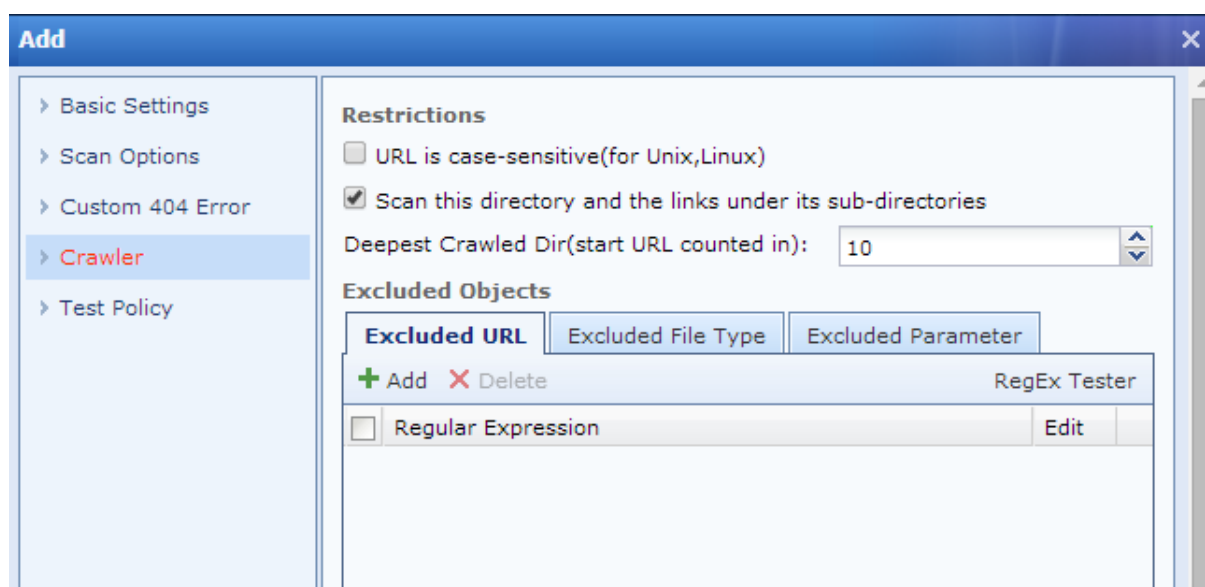 Add
Basic Settings
Scan Options
Custom 404 Error
Crawler
Test Policy
Restrictions
URL is case-sensitive(for Unix,Linux)
Scan this directory and the links under its sub-directories
Deepest Crawled Dir(start URL counted in): 10
Excluded Objects
Excluded URL Excluded File Type Excluded Parameter
Add Delete RegEx Tester
Regular Expression Edit